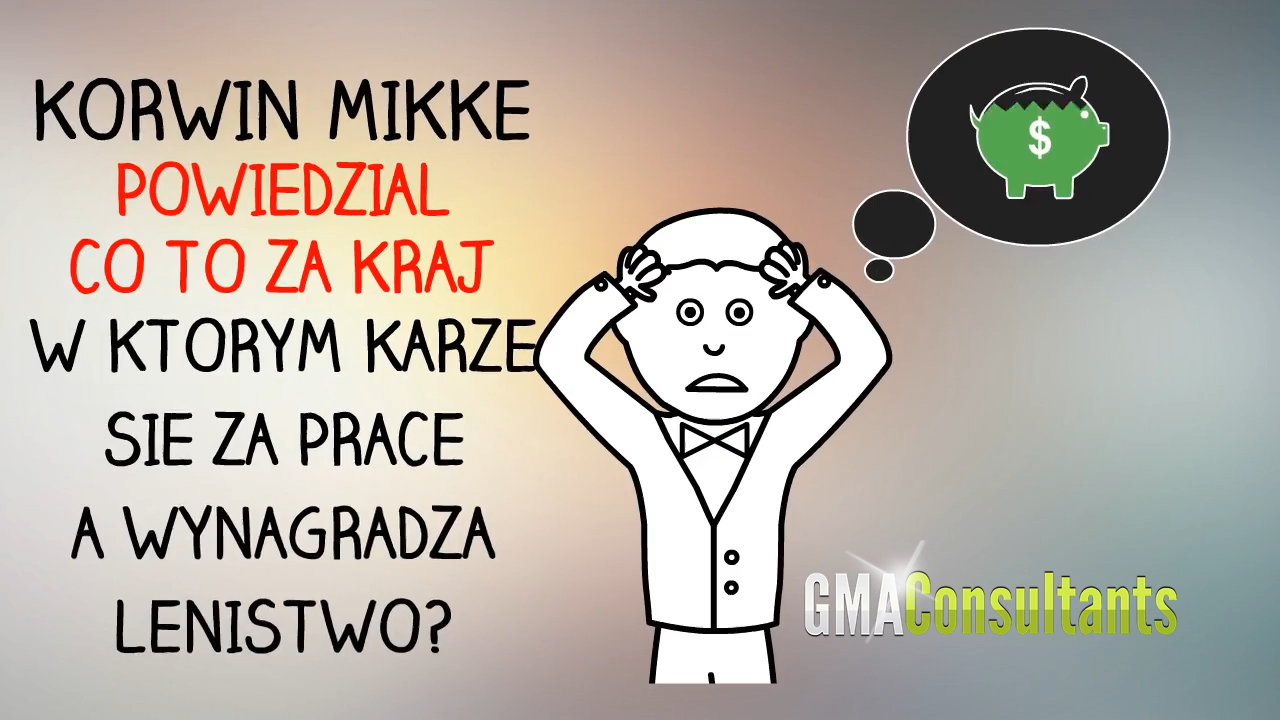 KORWIN MIKKE
POWIEDZIAL
CO TO ZA KRAJ
W KTORYM KARZE
SIE ZA PRACE
A WYNAGRADZA
LENISTWO?
$
GMAConsultants